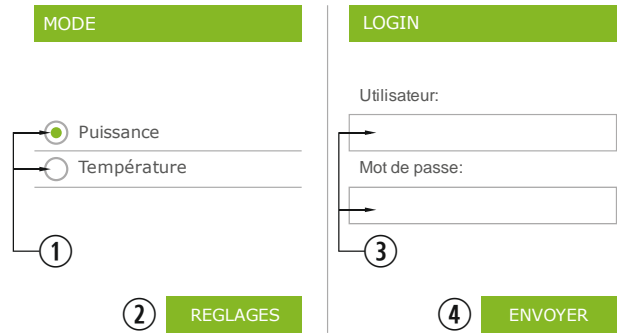 MODE
Puissance
Température
1
2
REGLAGES
LOGIN
Utilisateur:
Mot de passe:
3
4
ENVOYER